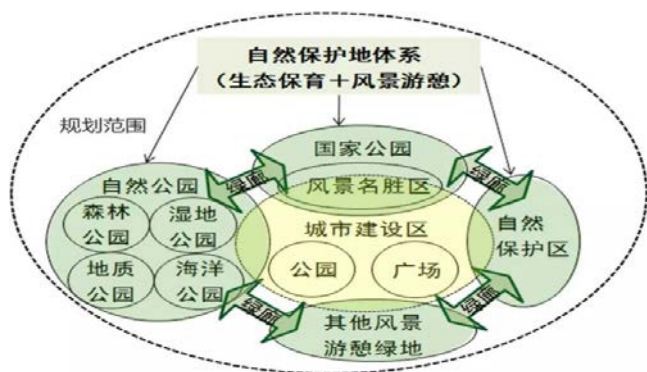 自然保护地体系
（生态保育＋风景游憩）
规划范围
国家公园
绿廊
绿廊
自然公园
风景名胜区
森林
公园
湿地
公园
城市建设区
自然
保护区
地质
公园
海洋
公园
公园
广场
绿廊
绿廊
其他风景
游憩绿地